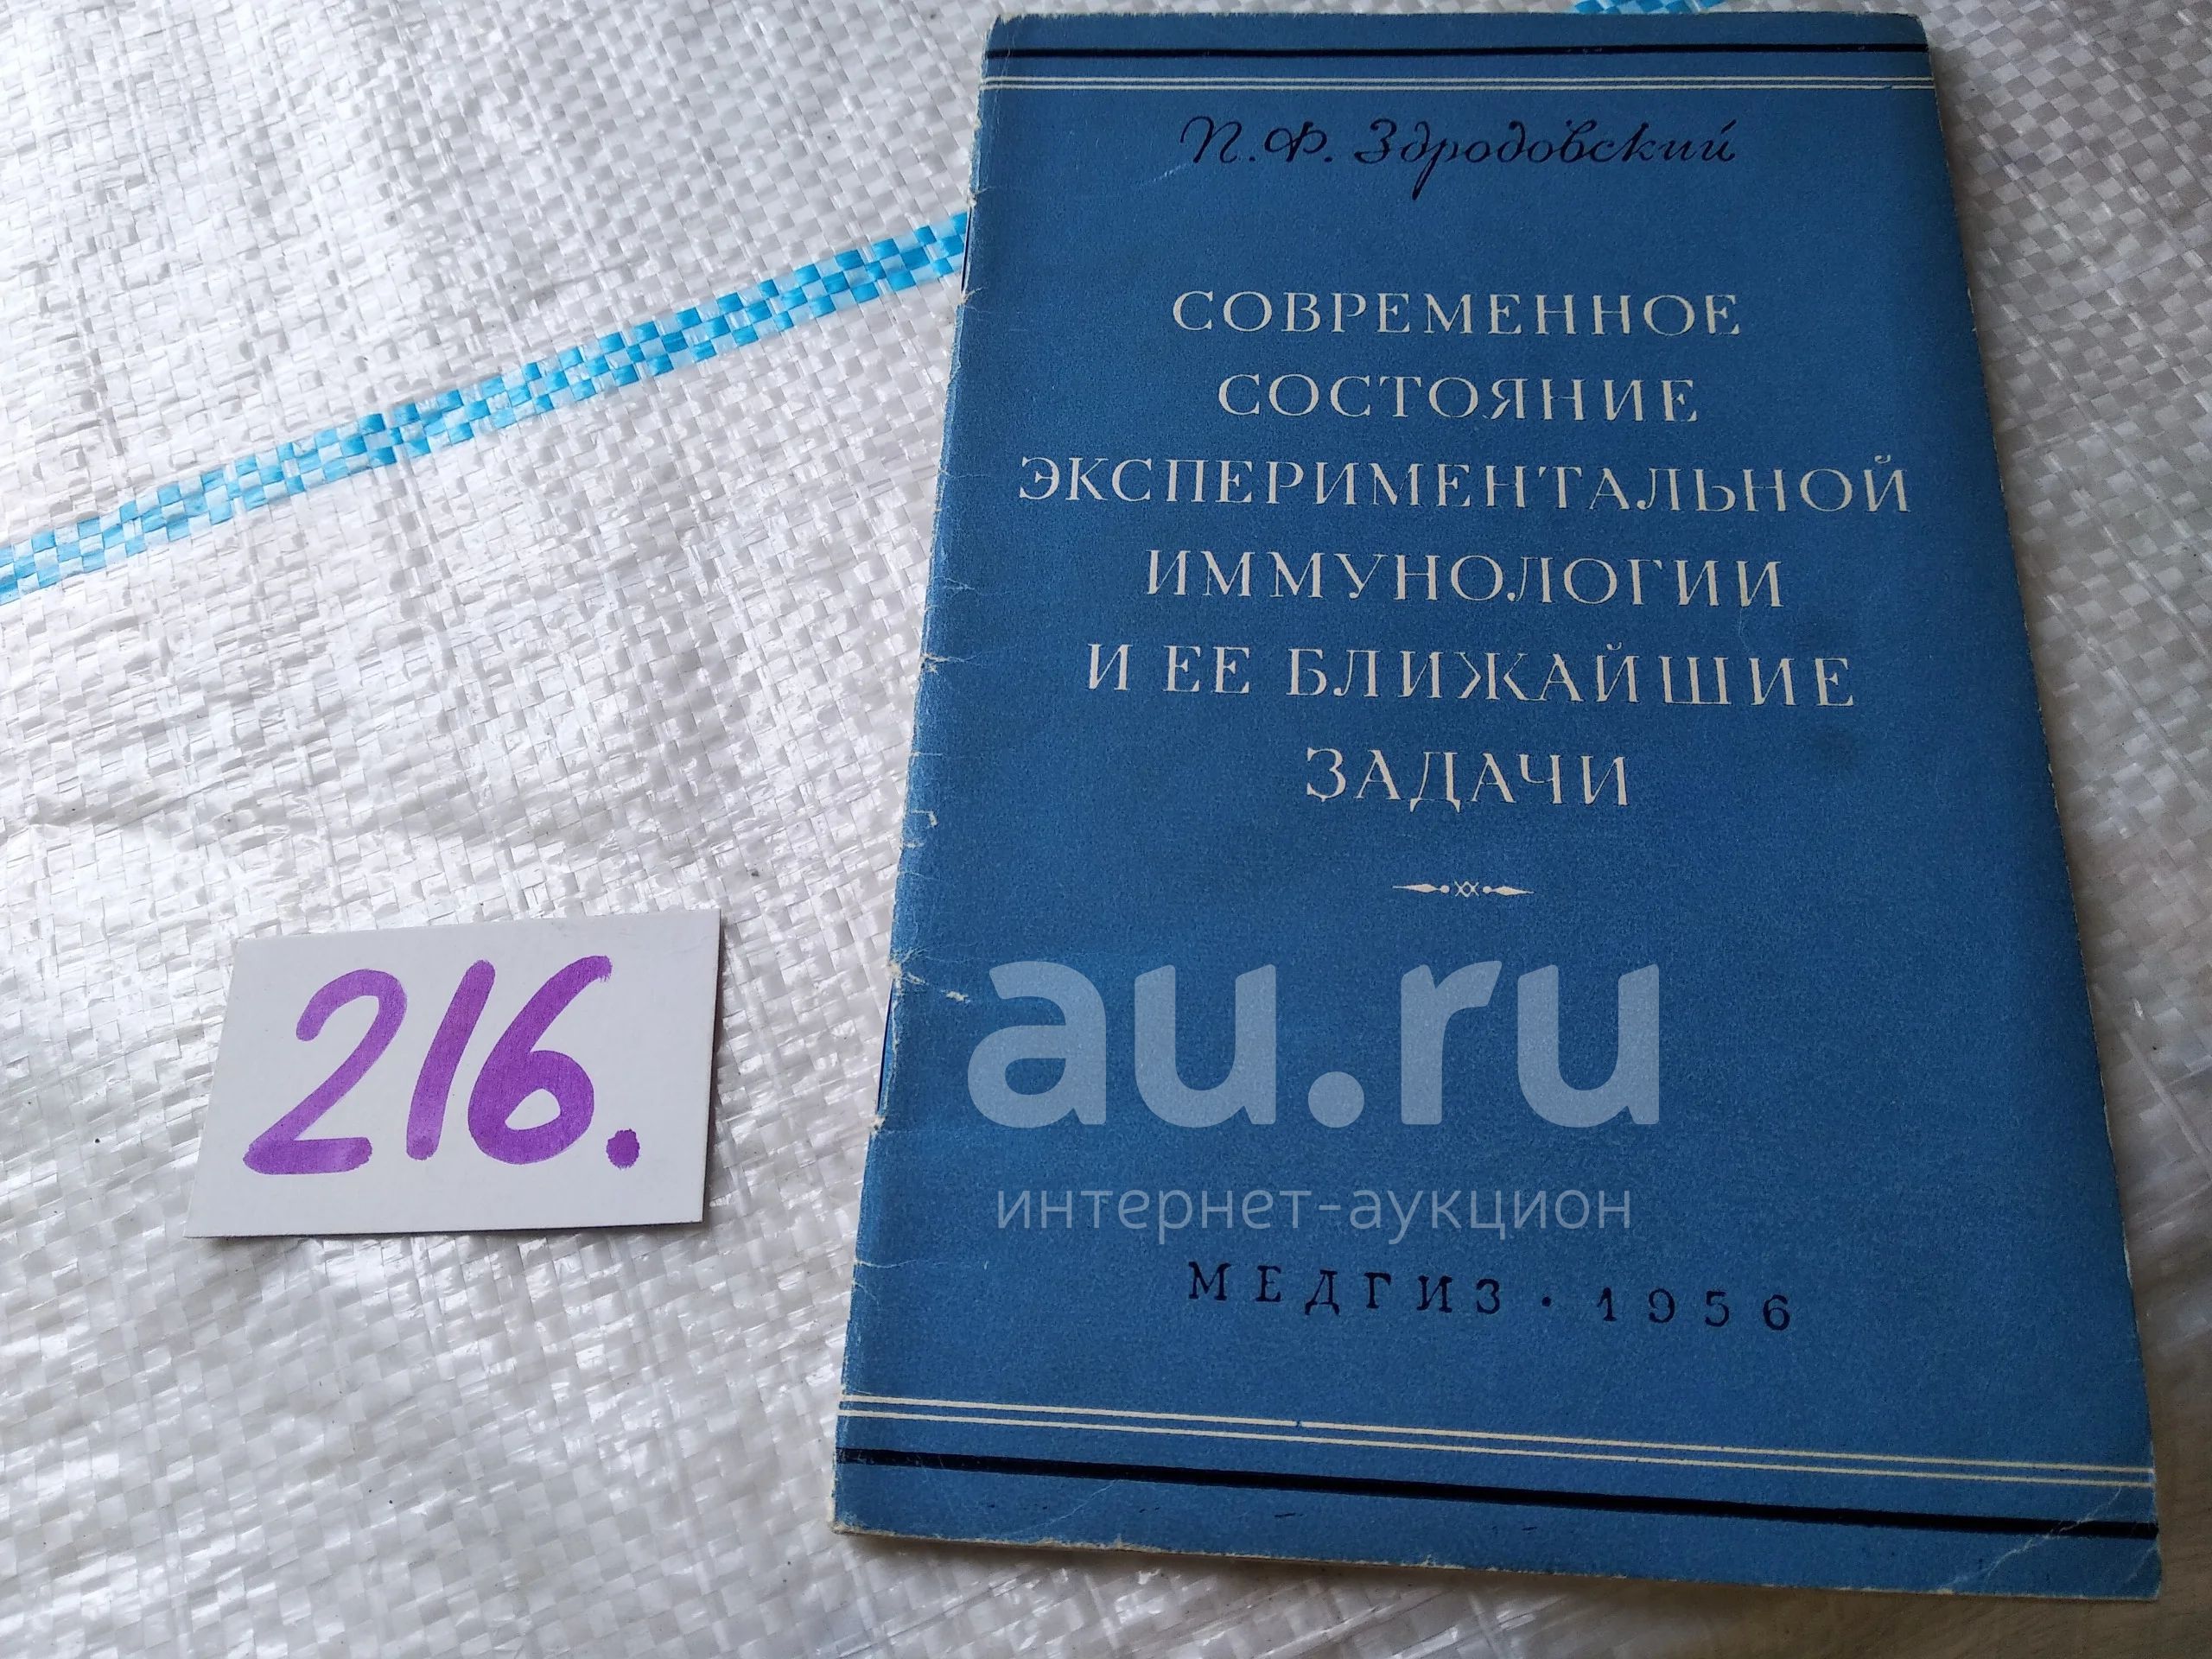 П. Ф. Здродовский
СОВРЕМЕННОЕ
СОСТОЯНИЕ
ЭКСПЕРИМЕНТАЛЬНОЙ
ИММУНОЛОГИИ
И ЕЕ БЛИЖАЙШИЕ
ЗАДАЧИ
216.
au.ru
интернет-аукцион
МЕДГИЗ · 1956